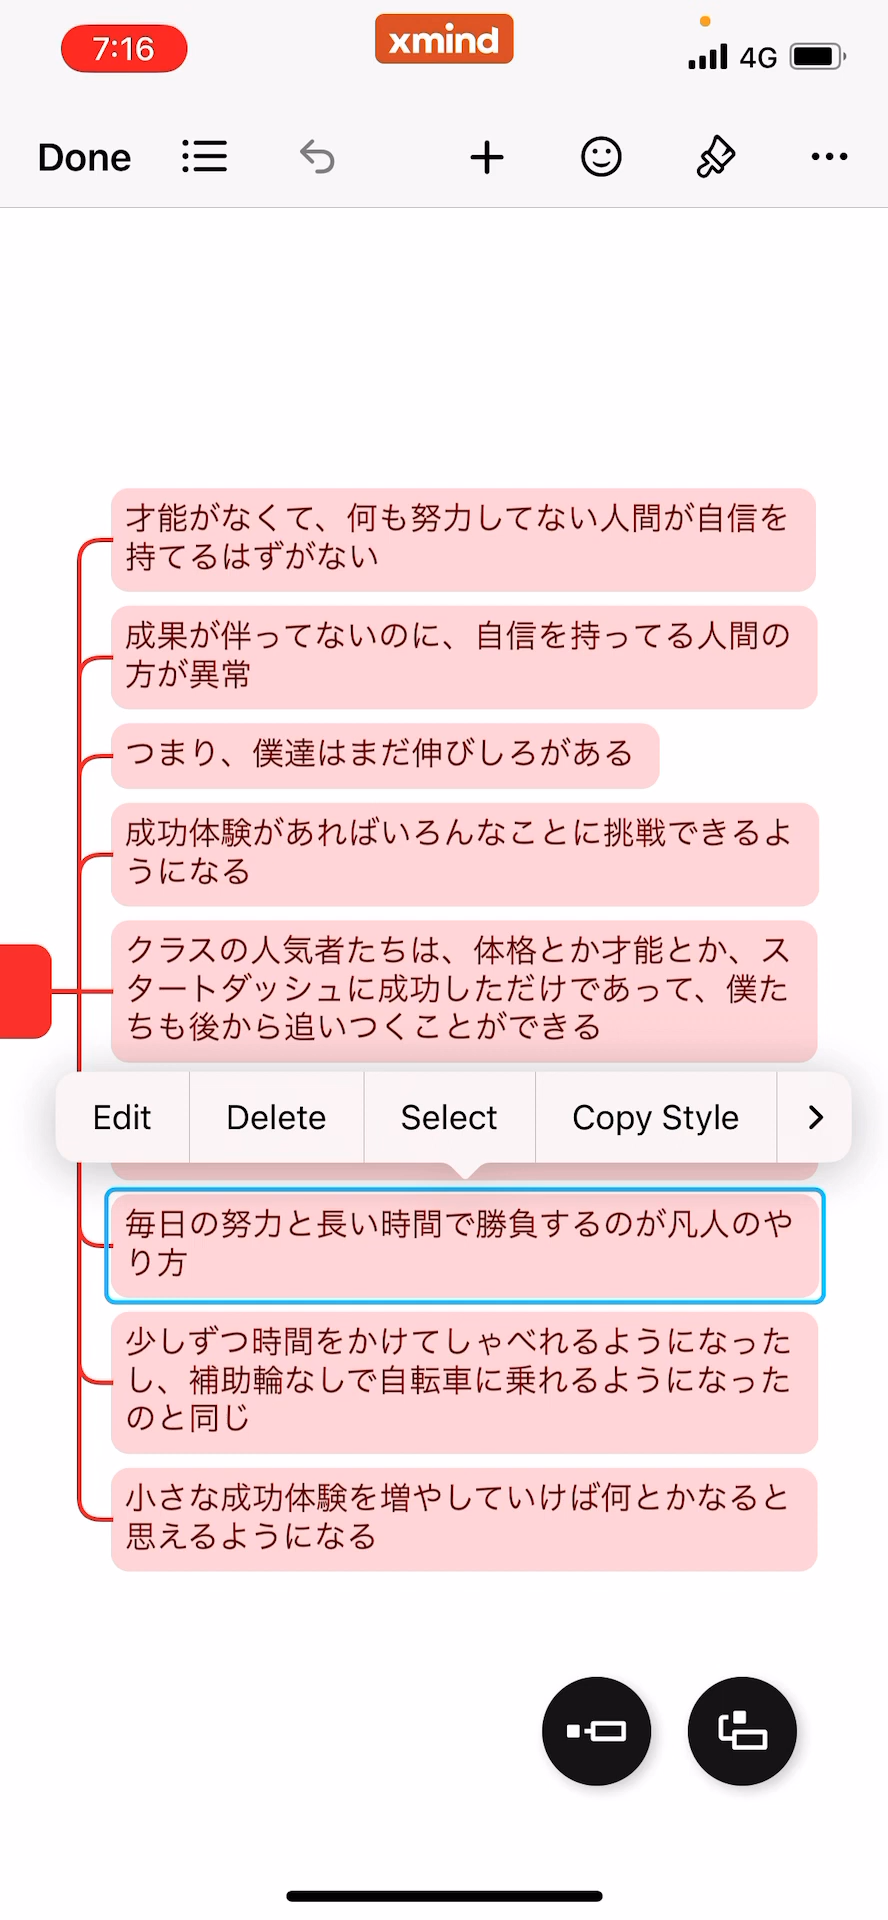 7:16
xmind
4G
Done
才能がなくて、何も努力してない人間が自信を
持てるはずがない
成果が伴ってないのに、自信を持ってる人間の
方が異常
つまり、僕達はまだ伸びしろがある
成功体験があればいろんなことに挑戦できるよ
うになる
クラスの人気者たちは、体格とか才能とか、ス
タートダッシュに成功しただけであって、僕た
ちも後から追いつくことができる
Edit
Delete
Select
Copy Style
毎日の努力と長い時間で勝負するのが凡人のや
り方
少しずつ時間をかけてしゃべれるようになった
し、補助輪なしで自転車に乗れるようになった
のと同じ
小さな成功体験を増やしていけば何とかなると
思えるようになる